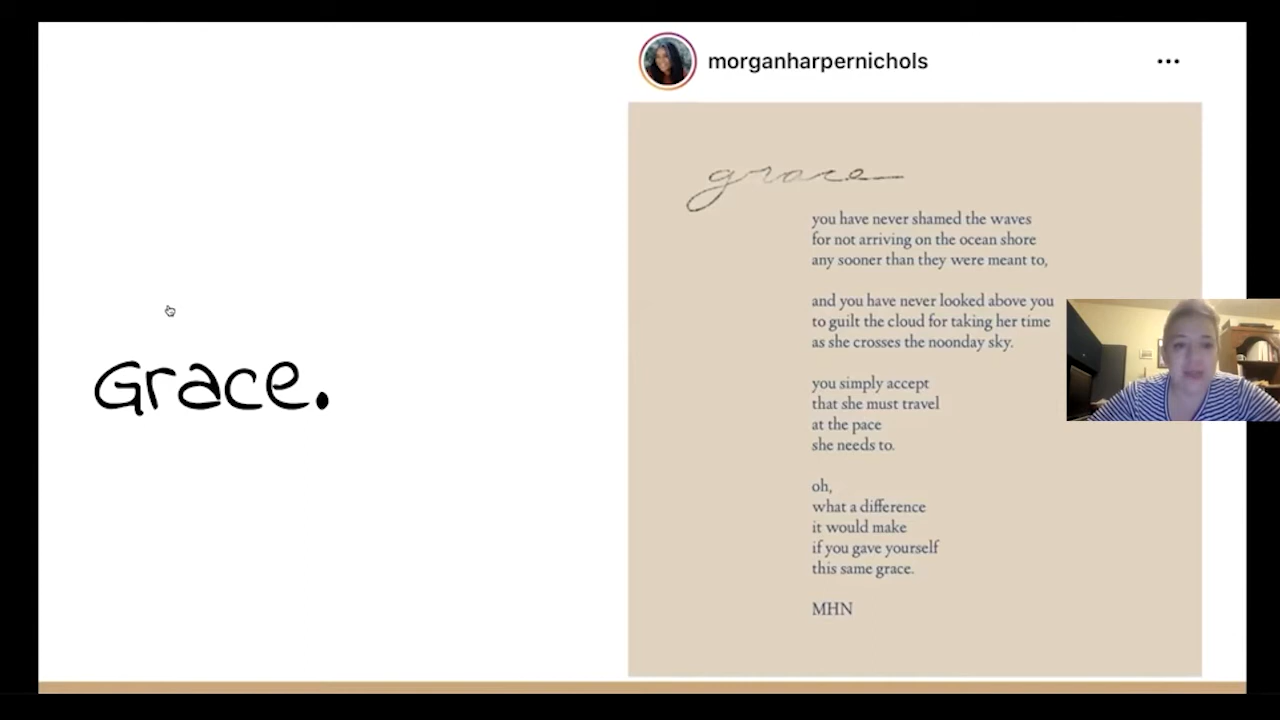 Grace.
morganharpernichols
grace
you have never shamed the waves
for not arriving on the ocean shore
any sooner than they were meant to,
and you have never looked above you
to guilt the cloud for taking her time
as she crosses the noonday sky.
you simply accept
that she must travel
at the pace
she needs to.
oh,
what a difference
it would make
if you gave yourself
this same grace.
MHN